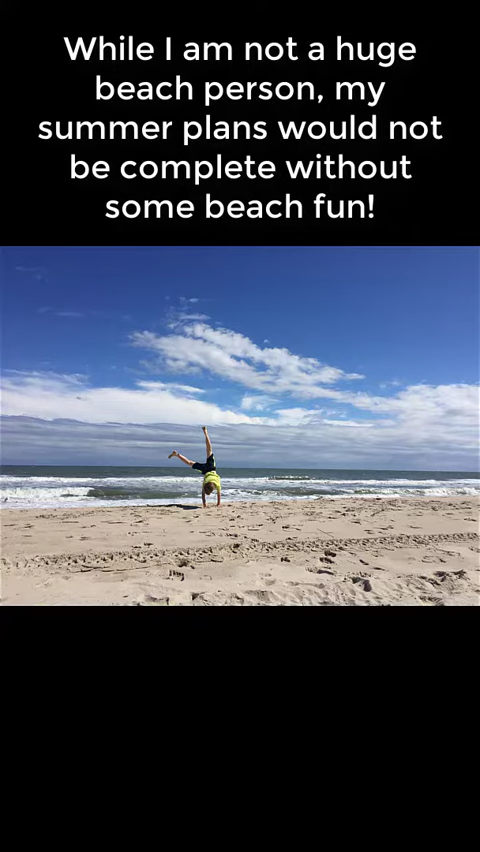 While I am not a huge
beach person, my
summer plans would not
be complete without
some beach fun!